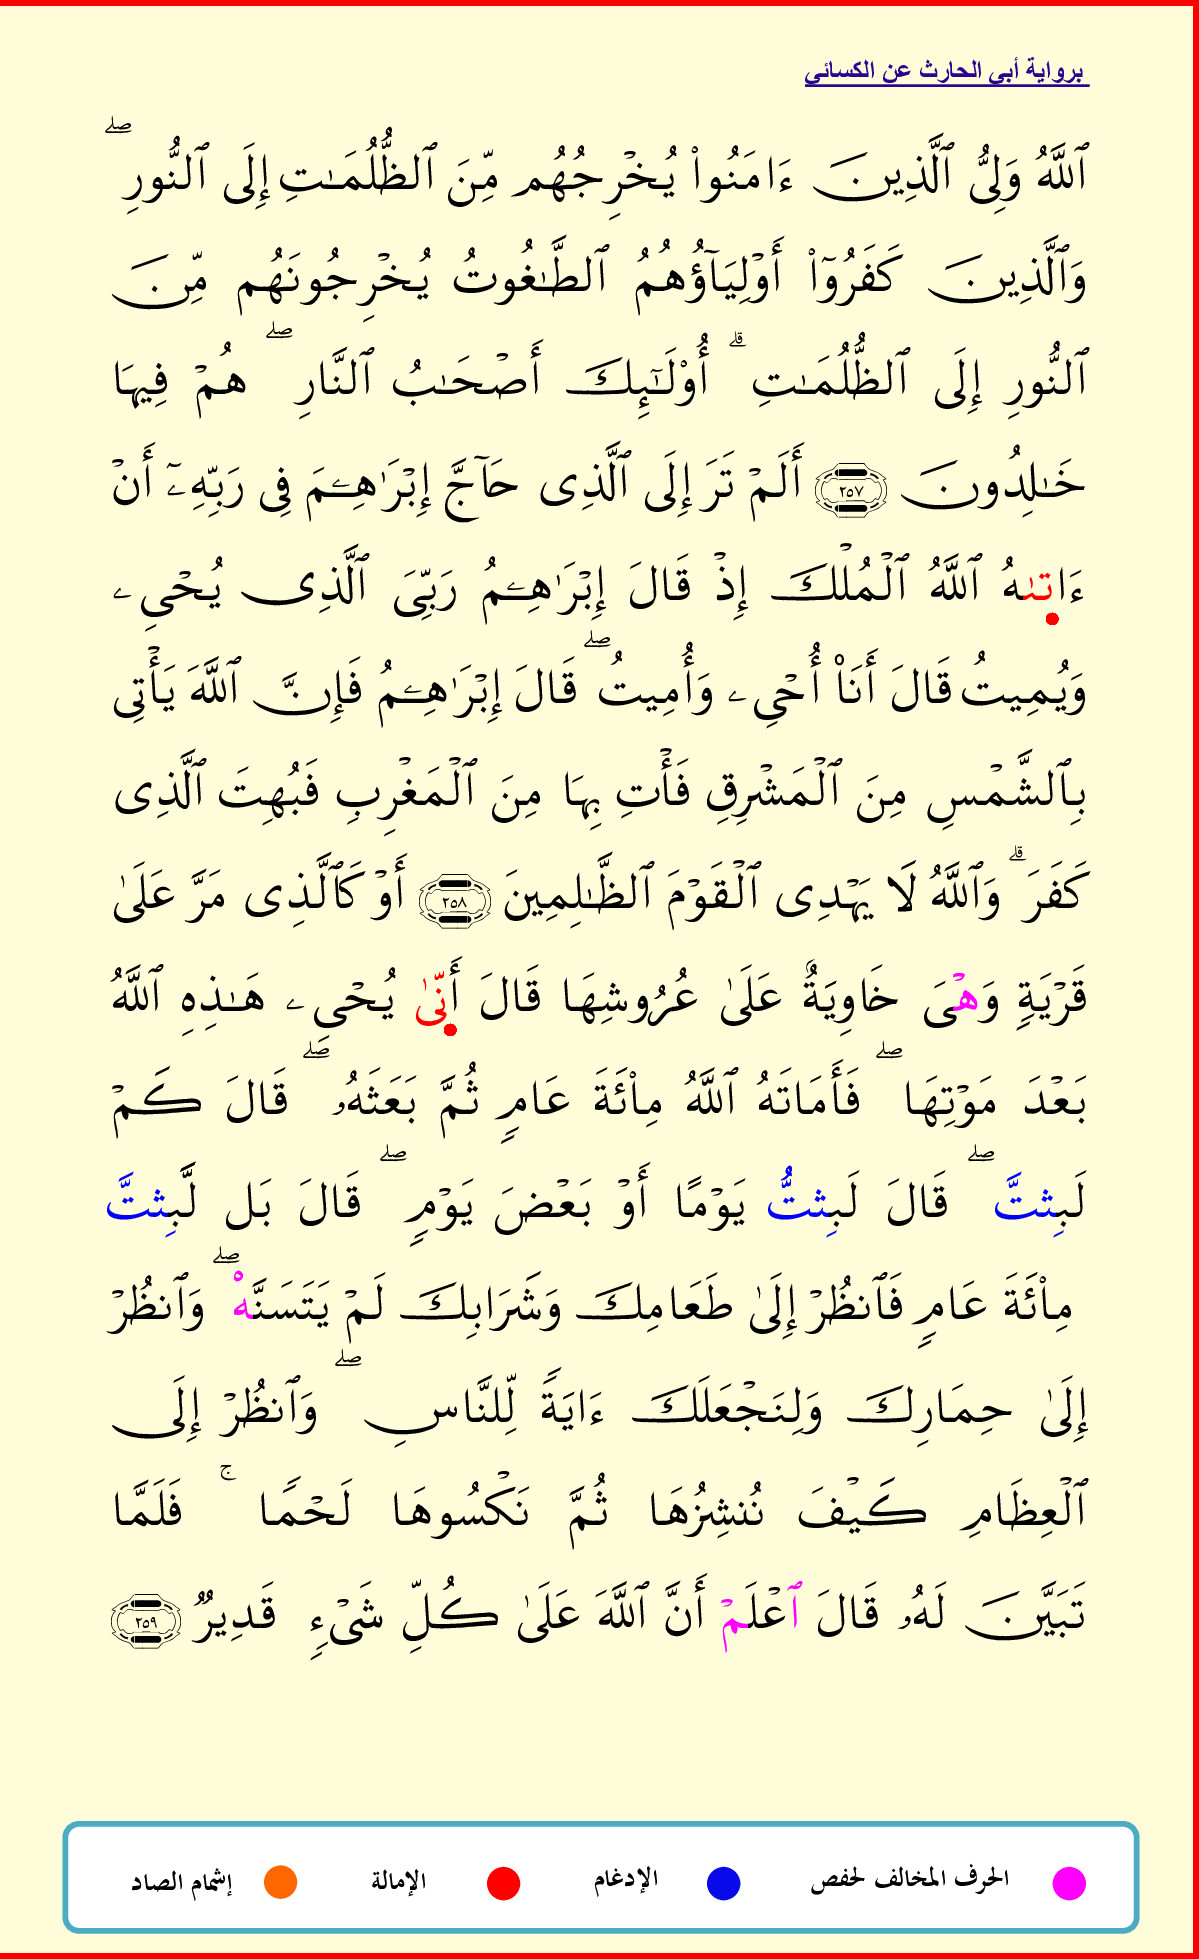 برواية أبي الحارث عن الكسائي
ٱللَّهُ وَلِيُّ ٱلَّذِينَ ءَامَنُوا۟ يُخْرِجُهُم مِّنَ ٱلظُّلُمَـٰتِ إِلَى ٱلنُّورِ ۖ
وَٱلَّذِينَ كَفَرُوٓا۟ أَوْلِيَآؤُهُمُ ٱلطَّـٰغُوتُ يُخْرِجُونَهُم مِّنَ
ٱلنُّورِ إِلَى ٱلظُّلُمَـٰتِ ۗ أُو۟لَـٰٓئِكَ أَصْحَـٰبُ ٱلنَّارِ ۖ هُمْ فِيهَا
خَـٰلِدُونَ ٢٥٧ أَلَمْ تَرَ إِلَى ٱلَّذِى حَآجَّ إِبْرَٰهِـۧمَ فِى رَبِّهِۦٓ أَنْ
ءَاتَىٰهُ ٱللَّهُ ٱلْمُلْكَ إِذْ قَالَ إِبْرَٰهِـۧمُ رَبِّىَ ٱلَّذِى يُحْىِۦ
وَيُمِيتُ قَالَ أَنَا۠ أُحْىِۦ وَأُمِيتُ ۖ قَالَ إِبْرَٰهِـۧمُ فَإِنَّ ٱللَّهَ يَأْتِى
بِٱلشَّمْسِ مِنَ ٱلْمَشْرِقِ فَأْتِ بِهَا مِنَ ٱلْمَغْرِبِ فَبُهِتَ ٱلَّذِى
كَفَرَ ۗ وَٱللَّهُ لَا يَهْدِى ٱلْقَوْمَ ٱلظَّـٰلِمِينَ ٢٥٨ أَوْ كَٱلَّذِى مَرَّ عَلَىٰ
قَرْيَةٍ وَهْىَ خَاوِيَةٌ عَلَىٰ عُرُوشِهَا قَالَ أَنَّىٰ يُحْىِۦ هَـٰذِهِ ٱللَّهُ
بَعْدَ مَوْتِهَا ۖ فَأَمَاتَهُ ٱللَّهُ مِا۟ئَةَ عَامٍ ثُمَّ بَعَثَهُۥ ۖ قَالَ كَمْ
لَبِثتَّ ۖ قَالَ لَبِثتُّ يَوْمًا أَوْ بَعْضَ يَوْمٍ ۖ قَالَ بَل لَّبِثتَّ
مِا۟ئَةَ عَامٍ فَٱنظُرْ إِلَىٰ طَعَامِكَ وَشَرَابِكَ لَمْ يَتَسَنَّهْ ۖ وَٱنظُرْ
إِلَىٰ حِمَارِكَ وَلِنَجْعَلَكَ ءَايَةً لِّلنَّاسِ ۖ وَٱنظُرْ إِلَى
ٱلْعِظَامِ كَيْفَ نُنشِزُهَا ثُمَّ نَكْسُوهَا لَحْمًا ۚ فَلَمَّا
تَبَيَّنَ لَهُۥ قَالَ ٱعْلَمْ أَنَّ ٱللَّهَ عَلَىٰ كُلِّ شَىْءٍ قَدِيرٌ ٢٥٩
الحرف المخالف لحفص الإدغام الإمالة إشمام الصاد